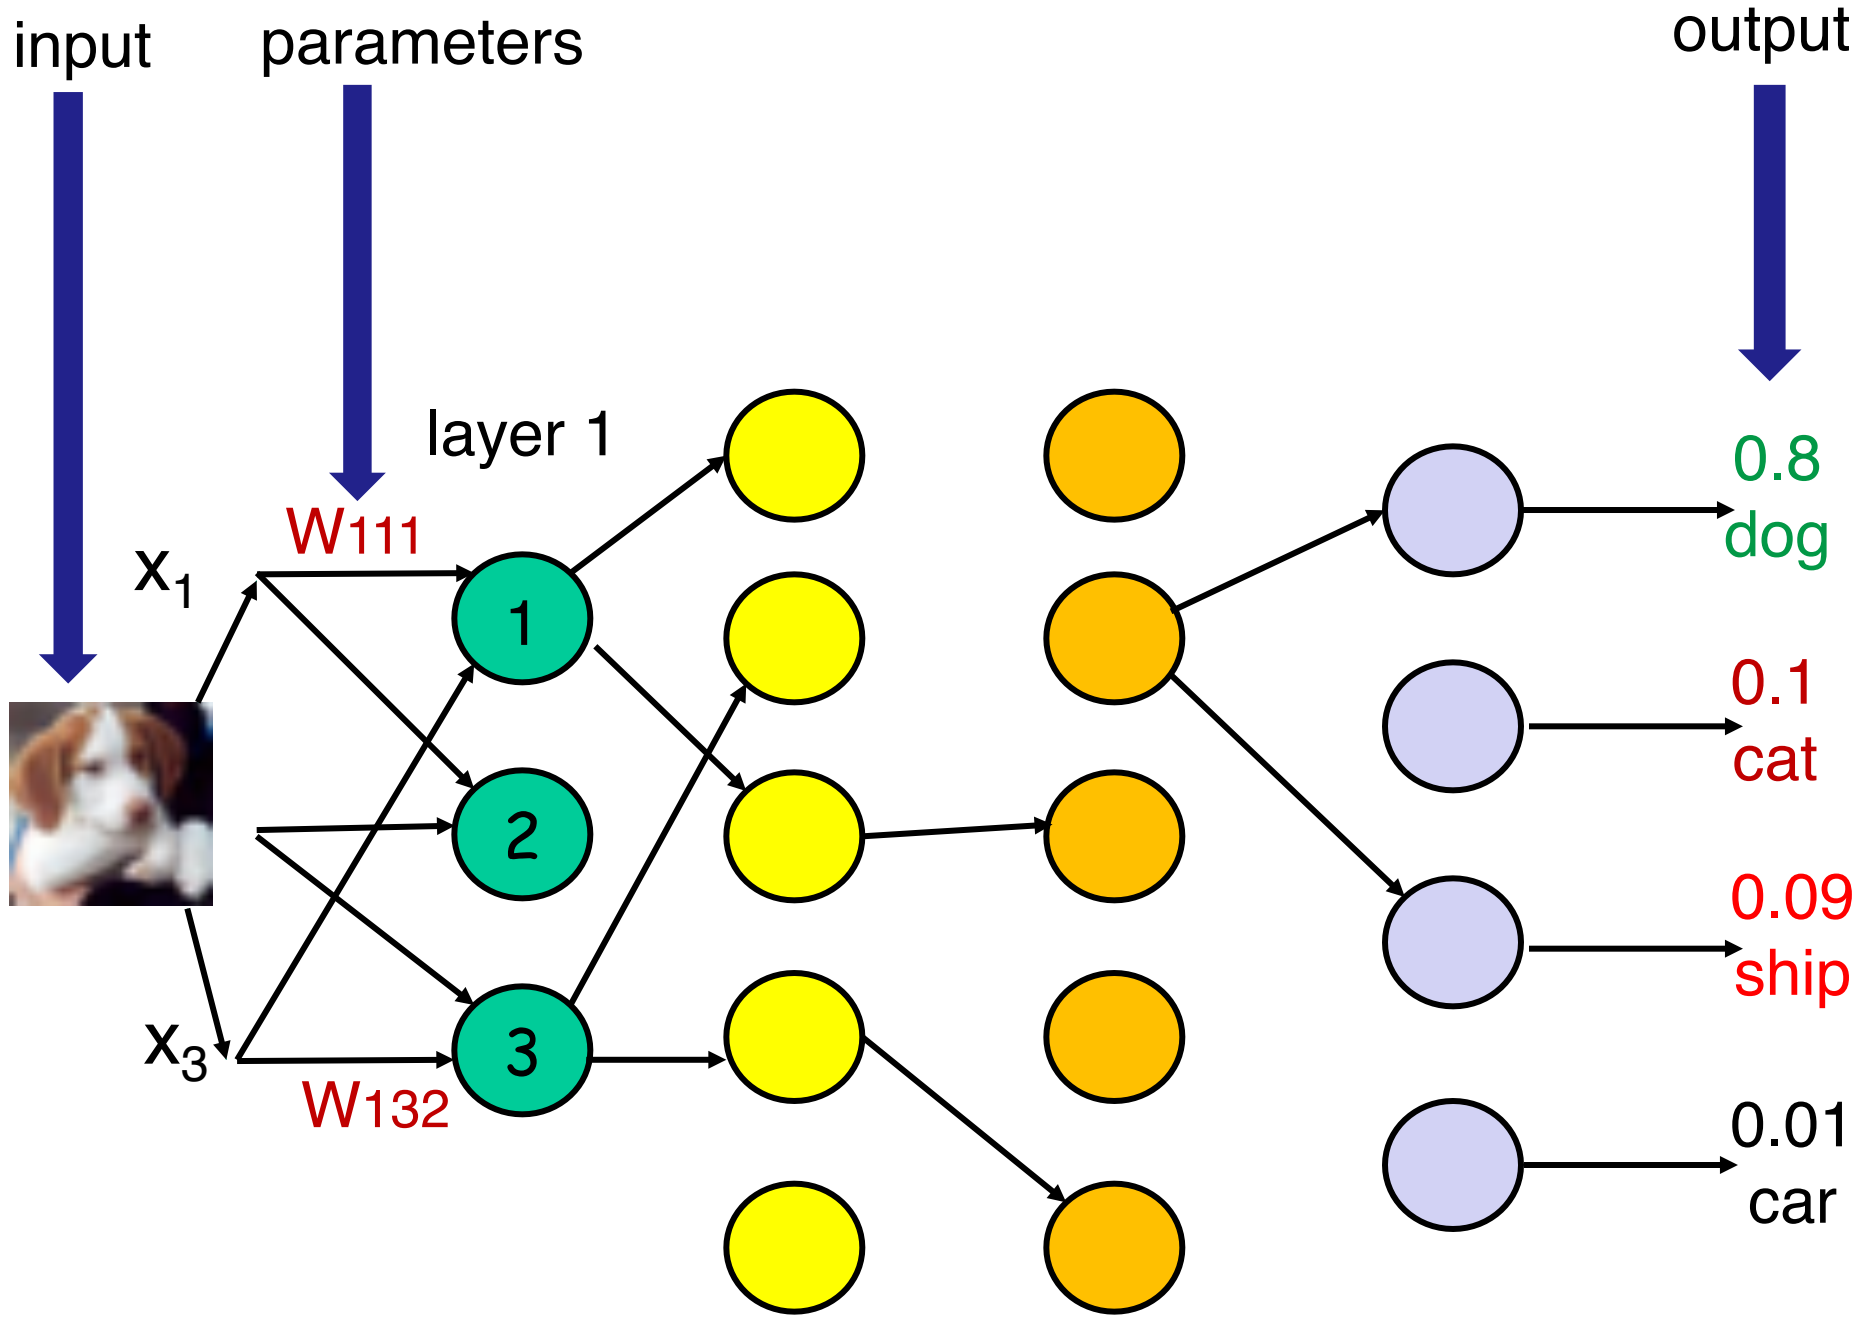 input
parameters
output
layer 1
W111
x1
1
2
x3
3
W132
0.8
dog
0.1
cat
0.09
ship
0.01
car